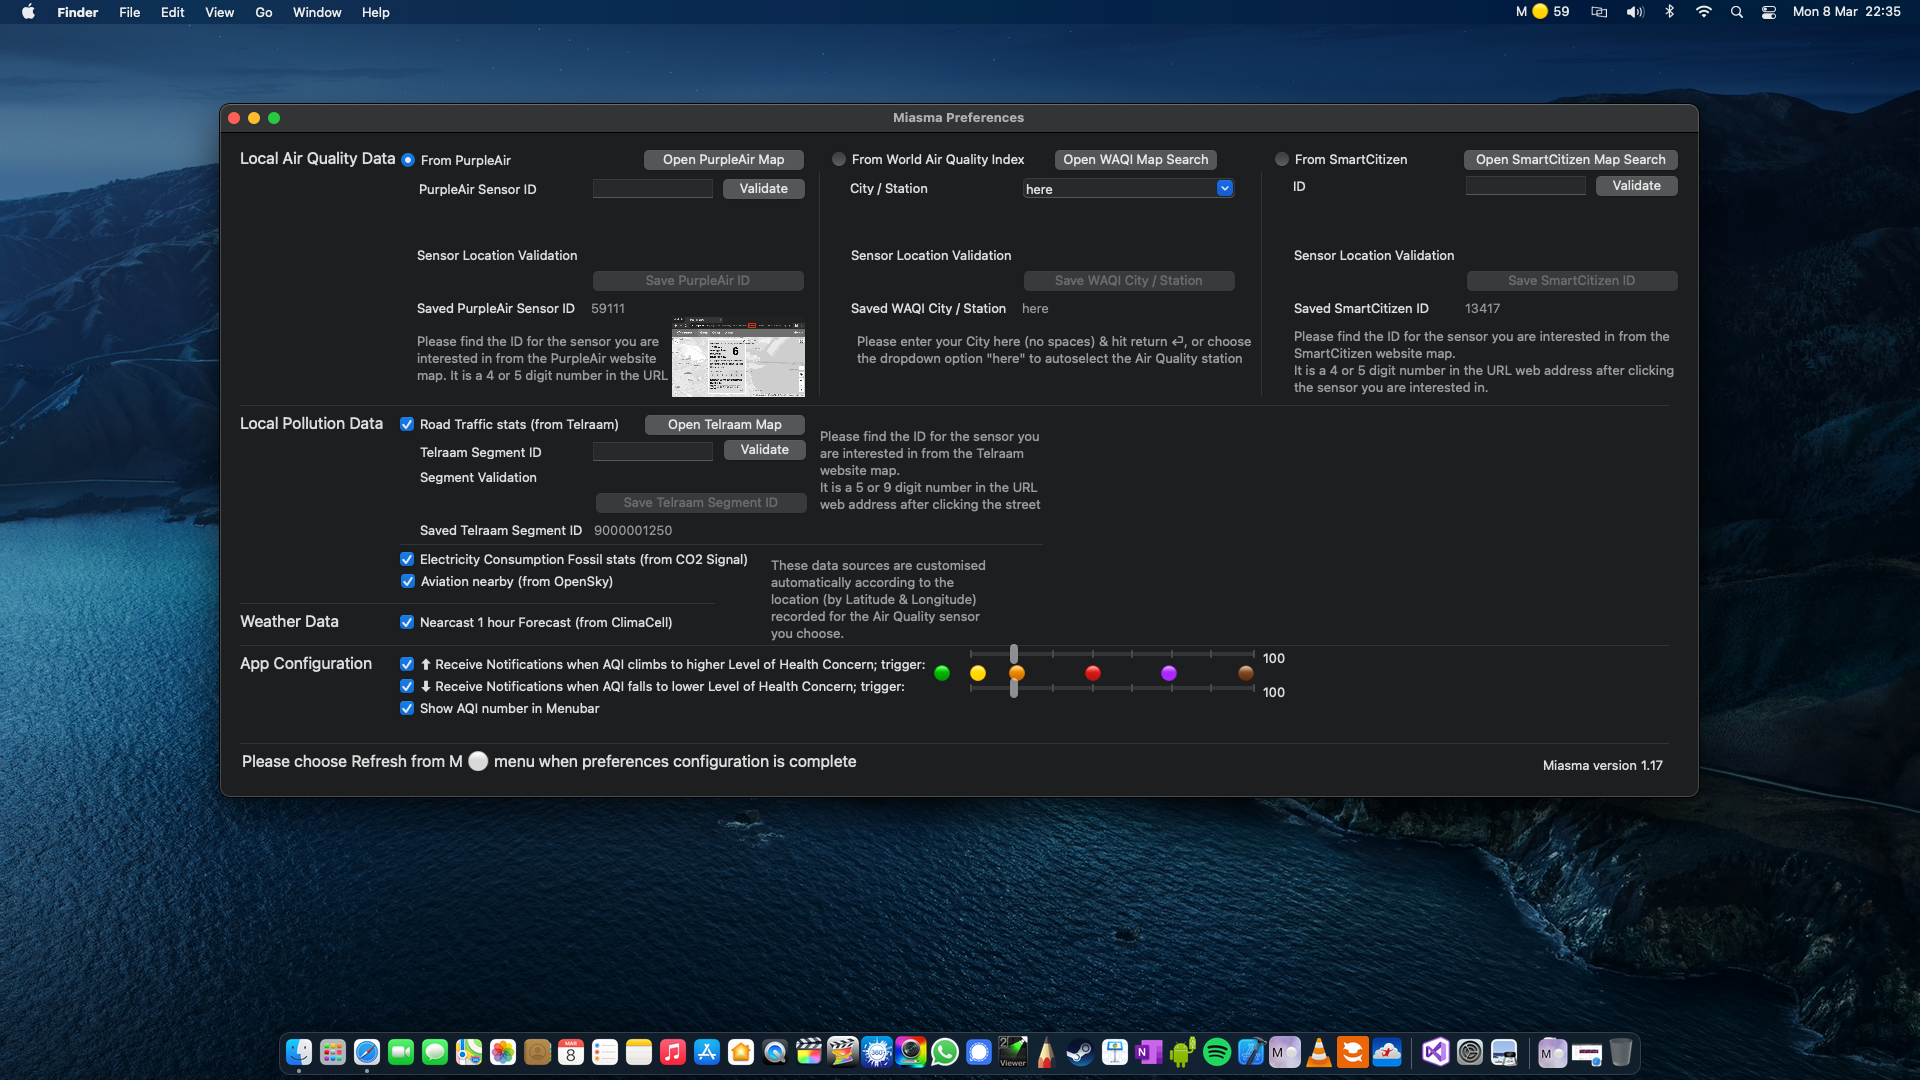 Finder File Edit View Go Window Help
M 59 Mon 8 Mar 22:35
Miasma Preferences
Local Air Quality Data From PurpleAir Open PurpleAir Map
PurpleAir Sensor ID Validate
Sensor Location Validation
Save PurpleAir ID
Saved PurpleAir Sensor ID 59111
Please find the ID for the sensor you are
interested in from the PurpleAir website
map. It is a 4 or 5 digit number in the URL
6
From World Air Quality Index Open WAQI Map Search
City / Station here
Sensor Location Validation
Save WAQI City / Station
Saved WAQI City / Station here
Please enter your City here (no spaces) & hit return ⏎, or choose
the dropdown option "here" to autoselect the Air Quality station
From SmartCitizen Open SmartCitizen Map Search
ID Validate
Sensor Location Validation
Save SmartCitizen ID
Saved SmartCitizen ID 13417
Please find the ID for the sensor you are interested in from the
SmartCitizen website map.
It is a 4 or 5 digit number in the URL web address after clicking
the sensor you are interested in.
Local Pollution Data Road Traffic stats (from Telraam) Open Telraam Map
Telraam Segment ID Validate
Segment Validation
Save Telraam Segment ID
Saved Telraam Segment ID 9000001250
Please find the ID for the sensor you
are interested in from the Telraam
website map.
It is a 5 or 9 digit number in the URL
web address after clicking the street
Electricity Consumption Fossil stats (from CO2 Signal)
Aviation nearby (from OpenSky)
Weather Data Nearcast 1 hour Forecast (from ClimaCell)
These data sources are customised
automatically according to the
location (by Latitude & Longitude)
recorded for the Air Quality sensor
you choose.
App Configuration ⬆ Receive Notifications when AQI climbs to higher Level of Health Concern; trigger: 100
⬇ Receive Notifications when AQI falls to lower Level of Health Concern; trigger: 100
Show AQI number in Menubar
Please choose Refresh from M menu when preferences configuration is complete
Miasma version 1.17
MAR
8
360°
2
Viewer
N
M
M